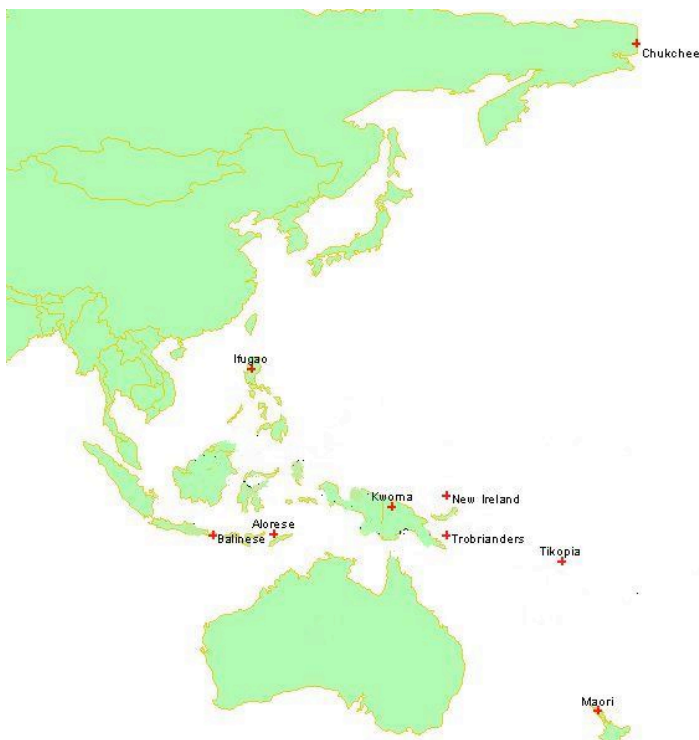 Chukchee
Ifugao
Kwoma
New Ireland
Alorese
Balinese
Trobrianders
Tikopia
Maori